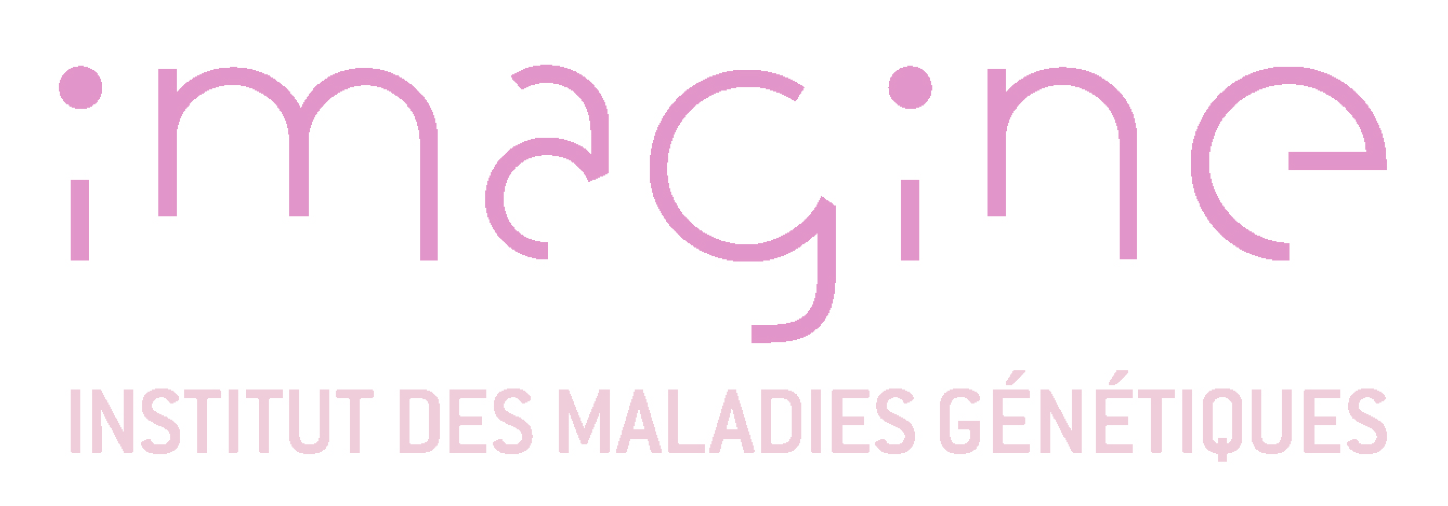 imagine
INSTITUT DES MALADIES GÉNÉTIQUES